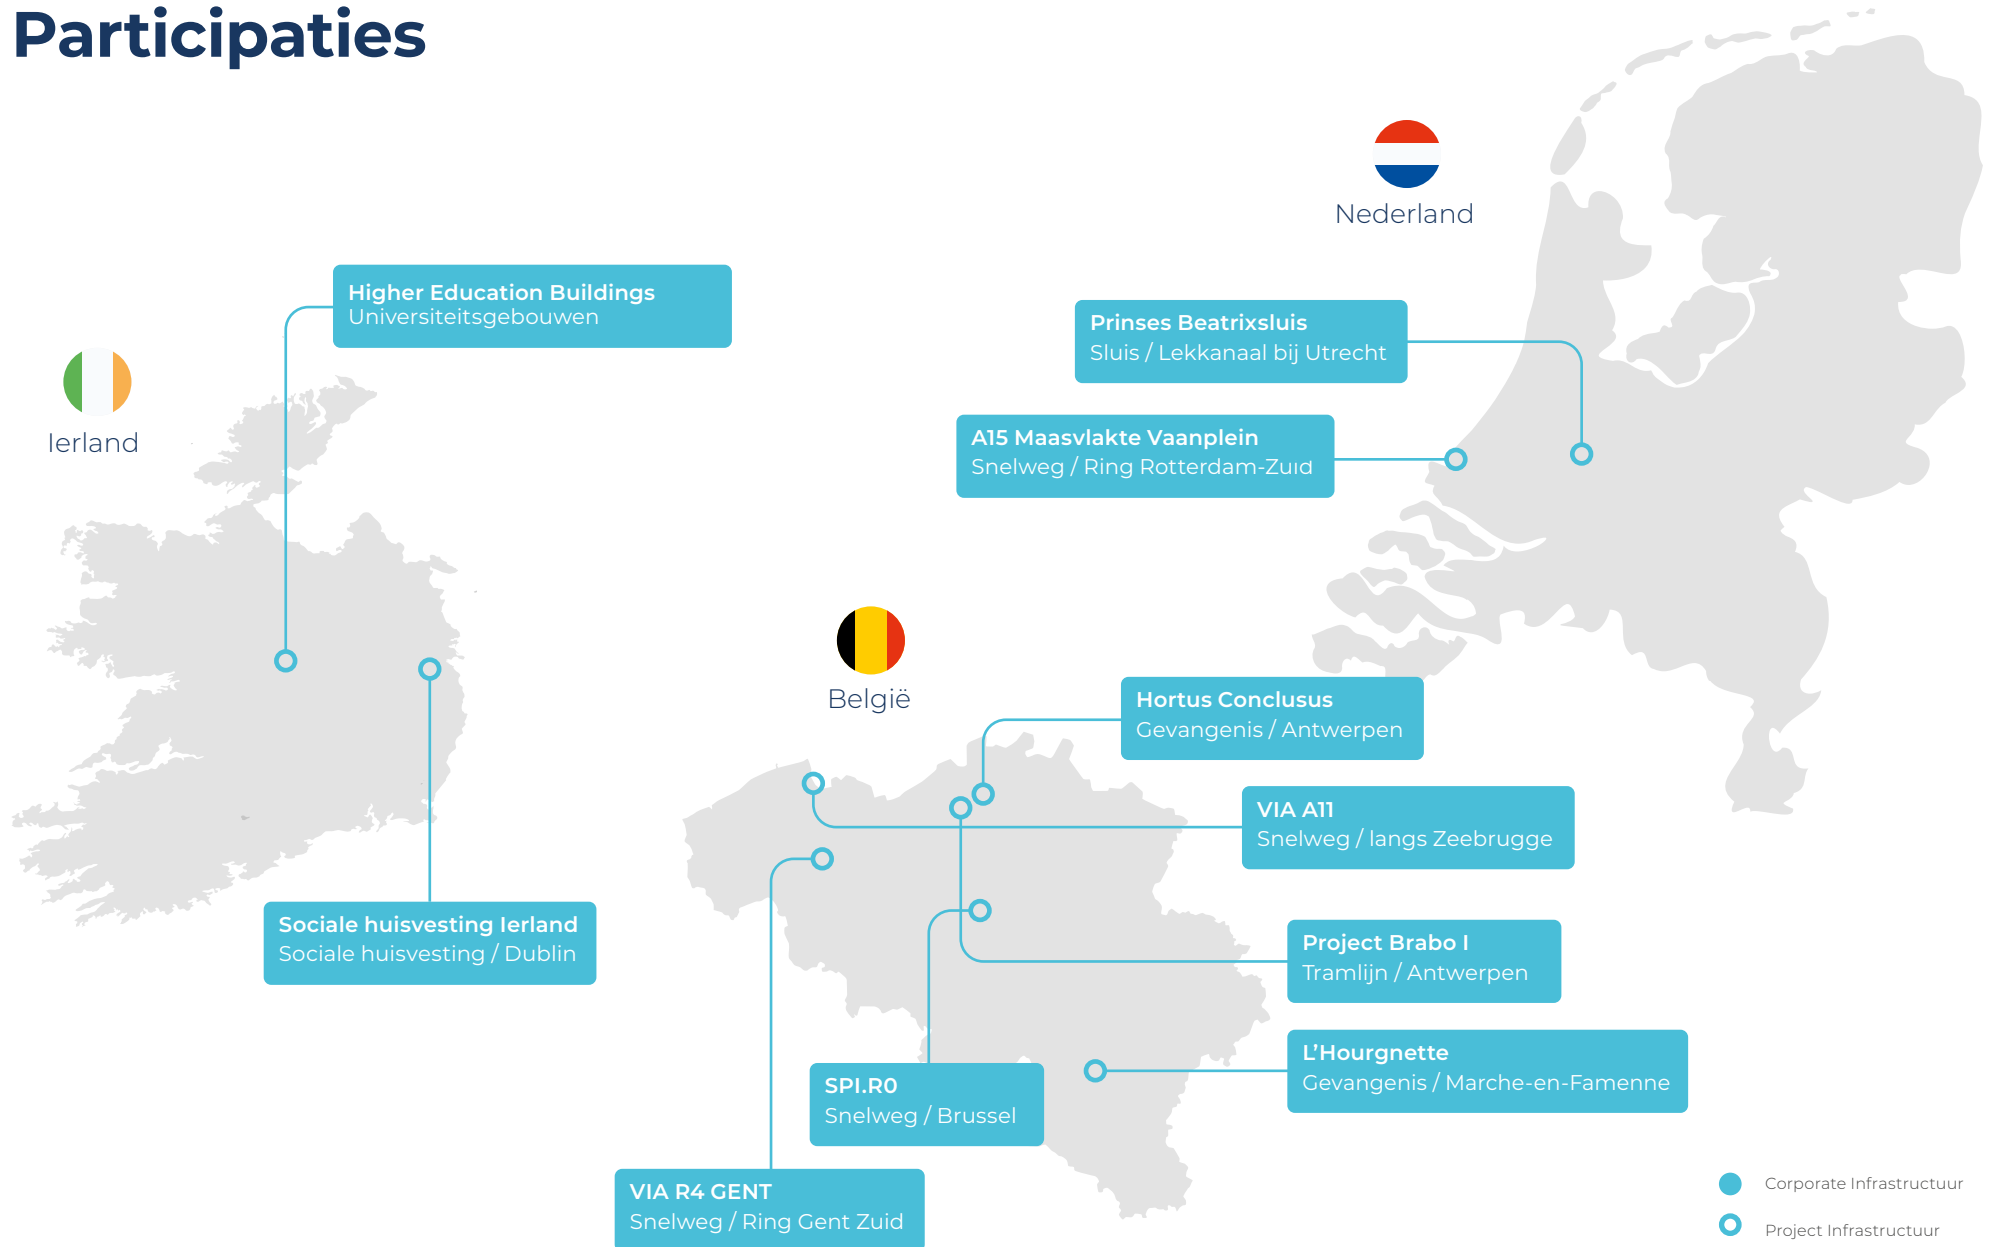 Participaties
Nederland
Higher Education Buildings
Universiteitsgebouwen
Prinses Beatrixsluis
Sluis / Lekkanaal bij Utrecht
Ierland
A15 Maasvlakte Vaanplein
Snelweg / Ring Rotterdam-Zuid
België
Hortus Conclusus
Gevangenis / Antwerpen
VIA A11
Snelweg / langs Zeebrugge
Sociale huisvesting Ierland
Sociale huisvesting / Dublin
Project Brabo I
Tramlijn / Antwerpen
L'Hourgnette
Gevangenis / Marche-en-Famenne
SPI.R0
Snelweg / Brussel
VIA R4 GENT
Snelweg / Ring Gent Zuid
Corporate Infrastructuur
Project Infrastructuur